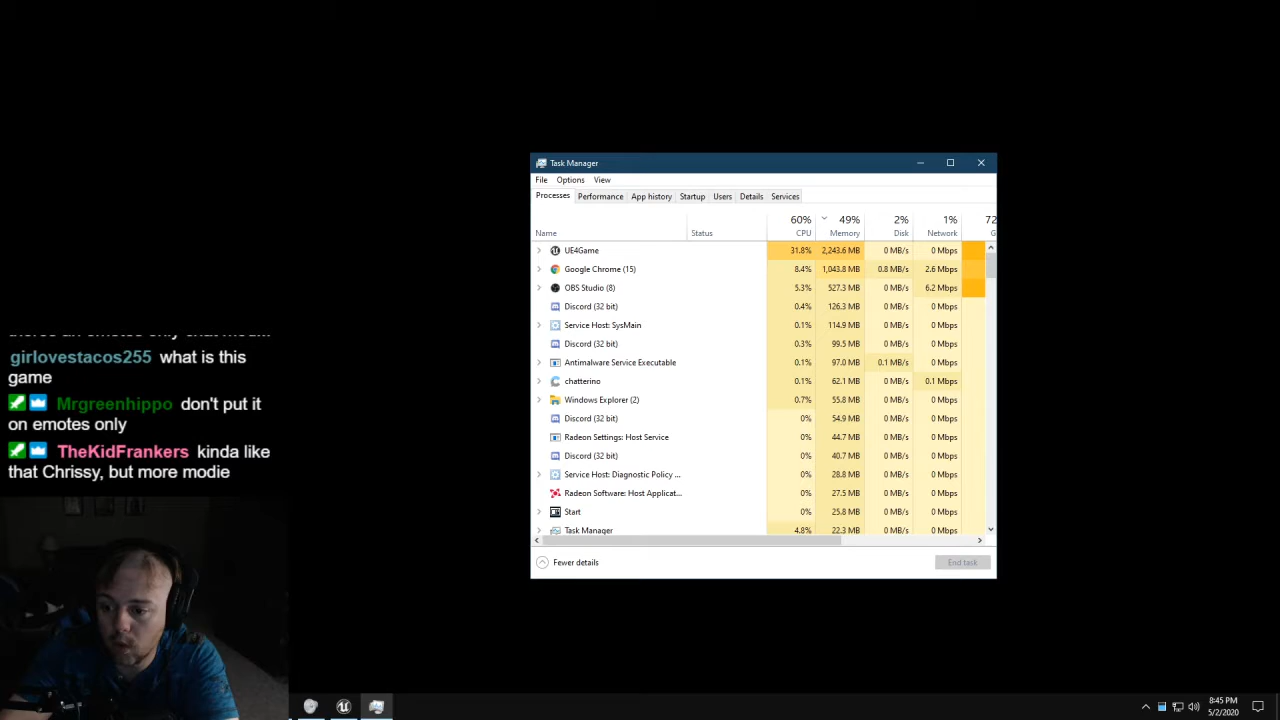 Task Manager
File Options View
Processes Performance App history Startup Users Details Services
60% 49% 2% 1% 72
Name Status CPU Memory Disk Network G
UE4Game 31.8% 2,243.6 MB 0 MB/s 0 Mbps
Google Chrome (15) 8.4% 1,043.8 MB 0.8 MB/s 2.6 Mbps
OBS Studio (8) 5.3% 527.3 MB 0 MB/s 6.2 Mbps
Discord (32 bit) 0.4% 126.3 MB 0 MB/s 0 Mbps
Service Host: SysMain 0.1% 114.9 MB 0 MB/s 0 Mbps
Discord (32 bit) 0.3% 99.5 MB 0 MB/s 0 Mbps
Antimalware Service Executable 0.1% 97.0 MB 0.1 MB/s 0 Mbps
chatterino 0.1% 62.1 MB 0 MB/s 0.1 Mbps
Windows Explorer (2) 0.7% 55.8 MB 0 MB/s 0 Mbps
Discord (32 bit) 0% 54.9 MB 0 MB/s 0 Mbps
Radeon Settings: Host Service 0% 44.7 MB 0 MB/s 0 Mbps
Discord (32 bit) 0% 40.7 MB 0 MB/s 0 Mbps
Service Host: Diagnostic Policy ... 0% 28.8 MB 0 MB/s 0 Mbps
Radeon Software: Host Applicat... 0% 27.5 MB 0 MB/s 0 Mbps
Start 0% 25.8 MB 0 MB/s 0 Mbps
Task Manager 4.8% 22.3 MB 0 MB/s 0 Mbps
Fewer details End task
girlovestacos255 what is this
game
Mrgreenhippo don't put it
on emotes only
TheKidFrankers kinda like
that Chrissy, but more modie
8:45 PM
5/2/2020